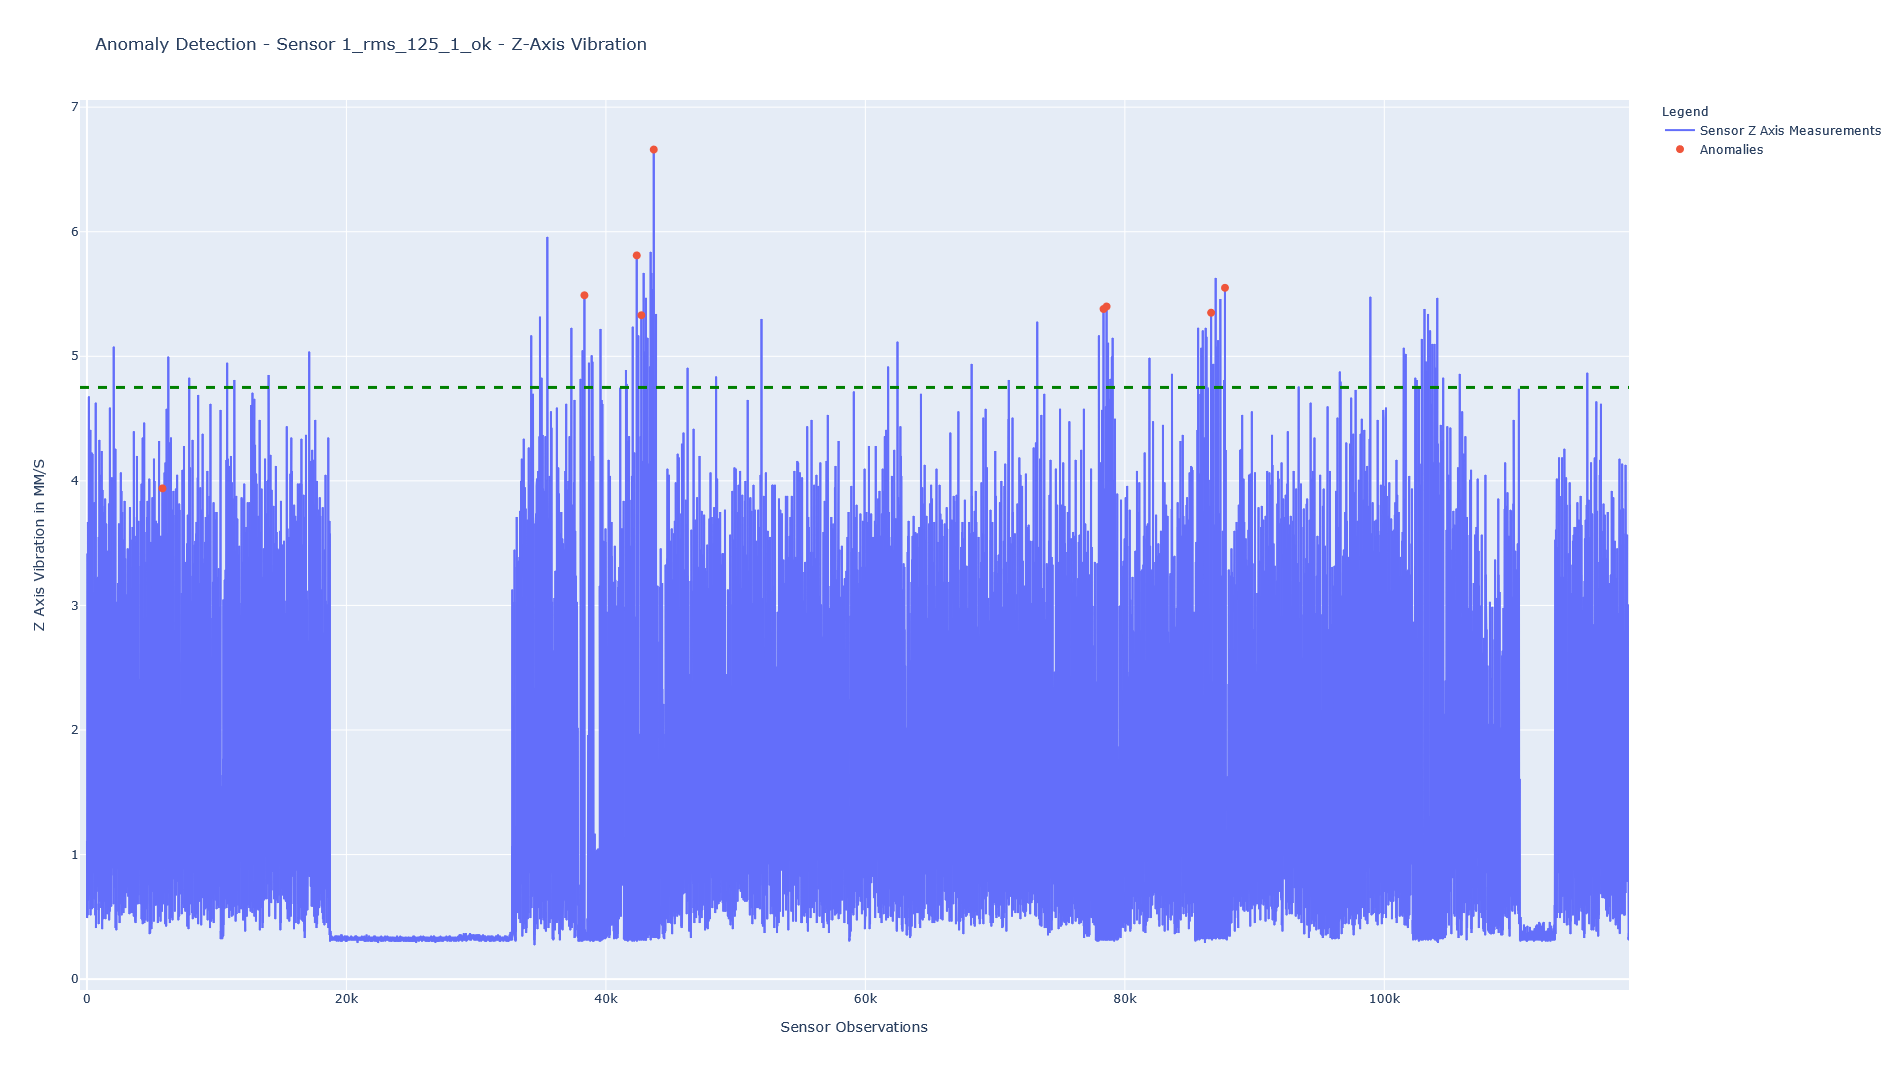 Anomaly Detection - Sensor 1_rms_125_1_ok - Z-Axis Vibration
Legend
Sensor Z Axis Measurements
Anomalies
Z Axis Vibration in MM/S
7
6
5
4
3
2
1
0
0 20k 40k 60k 80k 100k
Sensor Observations